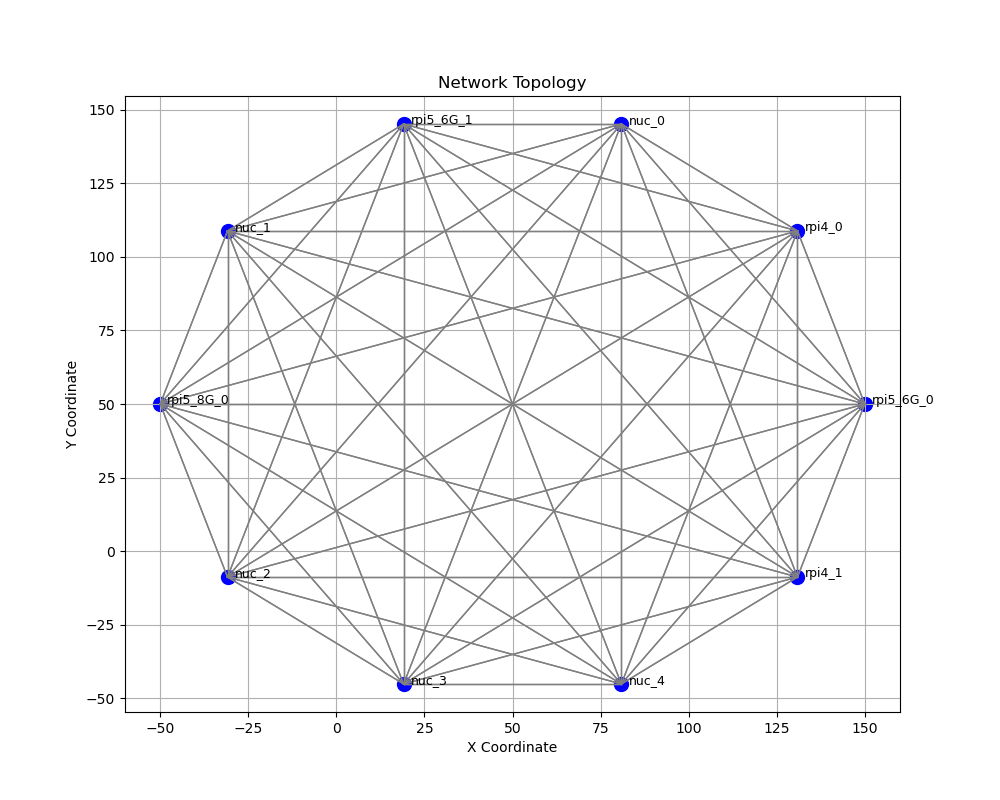 Network Topology
150
125
100
75
50
25
0
−25
−50
Y Coordinate
rpi5_6G_1
nuc_0
nuc_1
rpi4_0
rpi5_8G_0
rpi5_6G_0
nuc_2
rpi4_1
nuc_3
nuc_4
−50 −25 0 25 50 75 100 125 150
X Coordinate